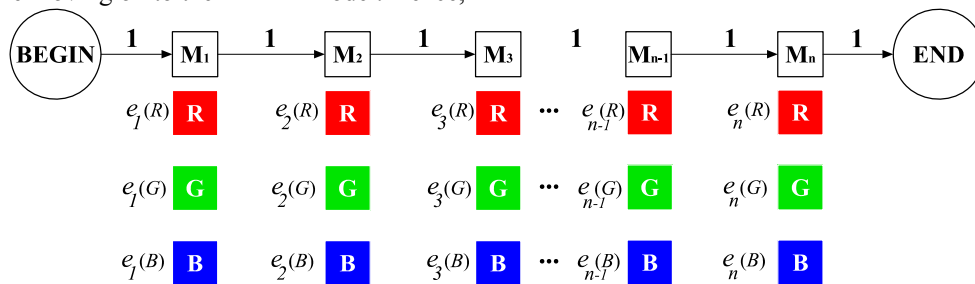 1 1 1 1 1 1
BEGIN M1 M2 M3 Mn-1 Mn END
e1(R) R e2(R) R e3(R) R ... en-1(R) R en(R) R
e1(G) G e2(G) G e3(G) G ... en-1(G) G en(G) G
e1(B) B e2(B) B e3(B) B ... en-1(B) B en(B) B